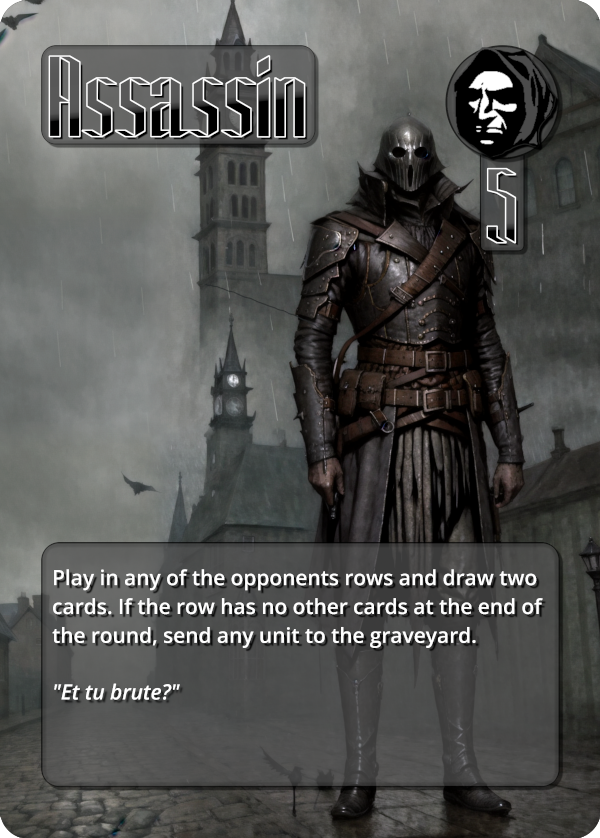 Assassin
5
Play in any of the opponents rows and draw two
cards. If the row has no other cards at the end of
the round, send any unit to the graveyard.
"Et tu brute?"